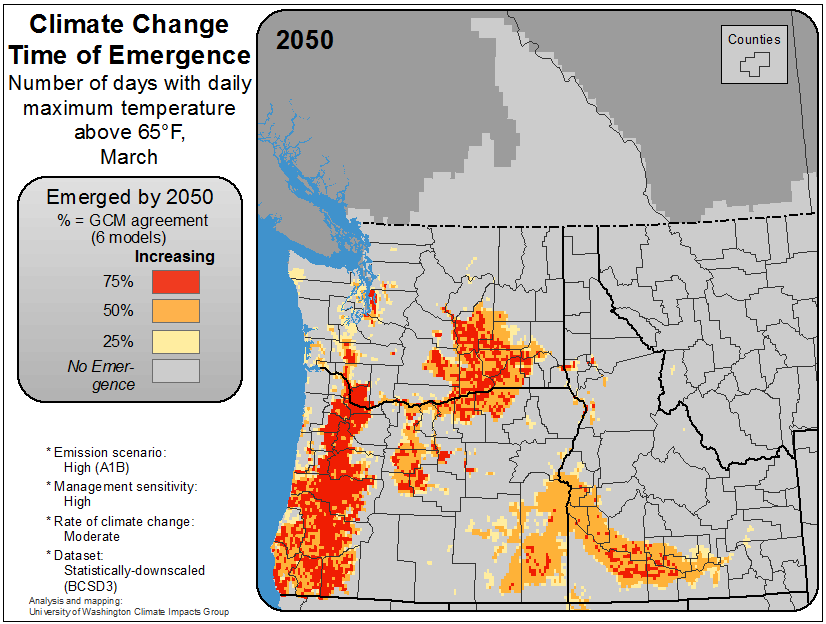 Climate Change
Time of Emergence
Number of days with daily
maximum temperature
above 65°F,
March
Emerged by 2050
% = GCM agreement
(6 models)
Increasing
75%
50%
25%
No Emer-
gence
* Emission scenario:
High (A1B)
* Management sensitivity:
High
* Rate of climate change:
Moderate
* Dataset:
Statistically-downscaled
(BCSD3)
Analysis and mapping:
University of Washington Climate Impacts Group
2050
Counties